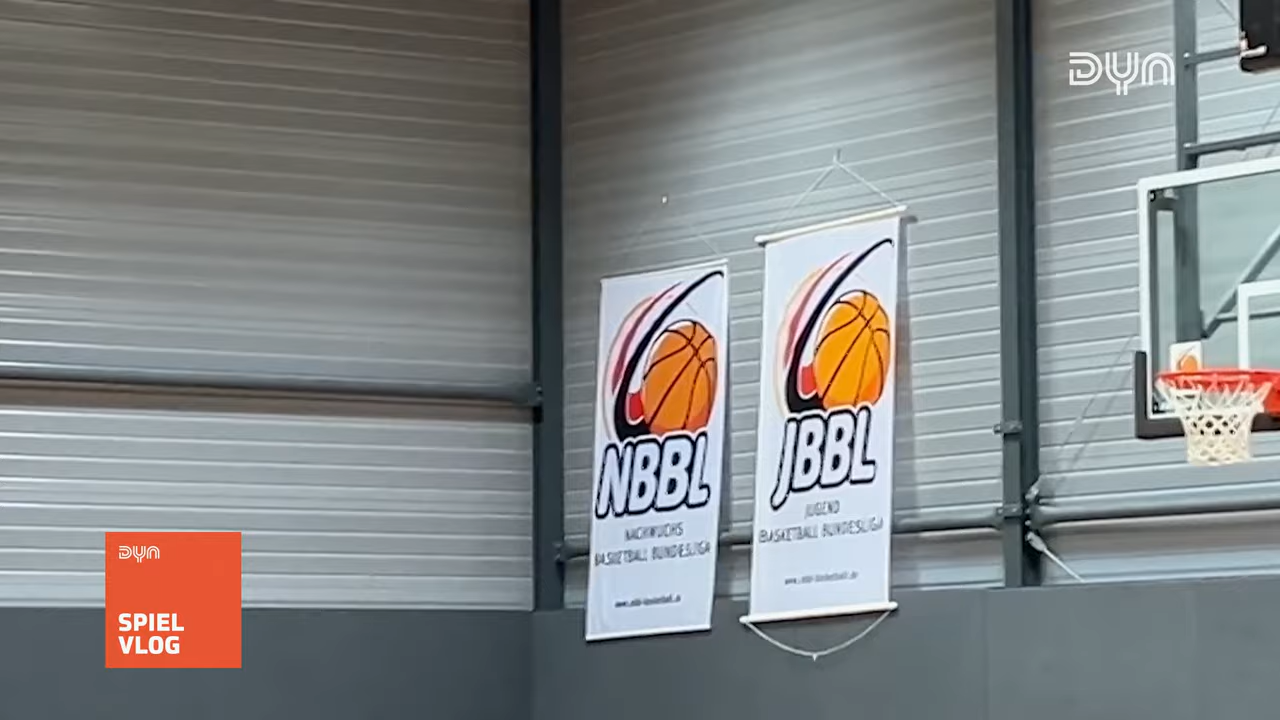 DYN
NBBL
NACHWUCHS
BASKETBALL BUNDESLIGA
JBBL
JUGEND
BASKETBALL BUNDESLIGA
DYN
SPIEL
VLOG